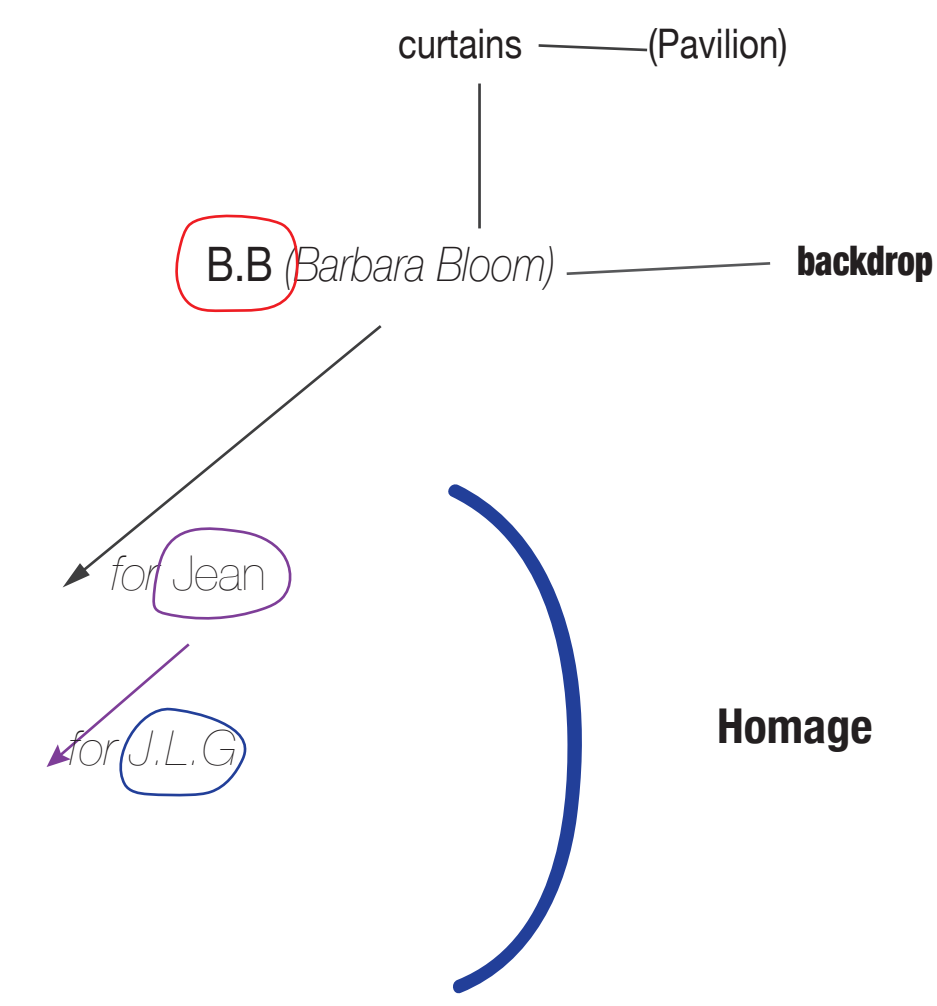 curtains (Pavilion)
B.B (Barbara Bloom) backdrop
for Jean
Homage
for J.L.G